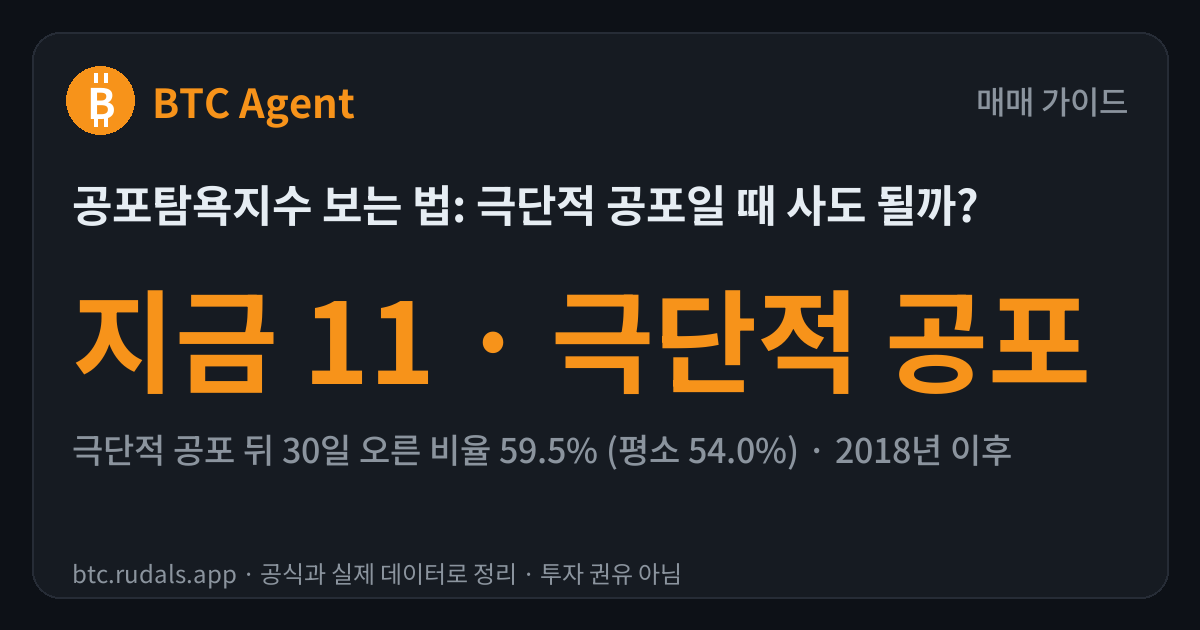 BTC Agent
매매 가이드
공포탐욕지수 보는 법: 극단적 공포일 때 사도 될까?
지금 11 · 극단적 공포
극단적 공포 뒤 30일 오른 비율 59.5% (평소 54.0%) · 2018년 이후
btc.rudals.app · 공식과 실제 데이터로 정리 · 투자 권유 아님